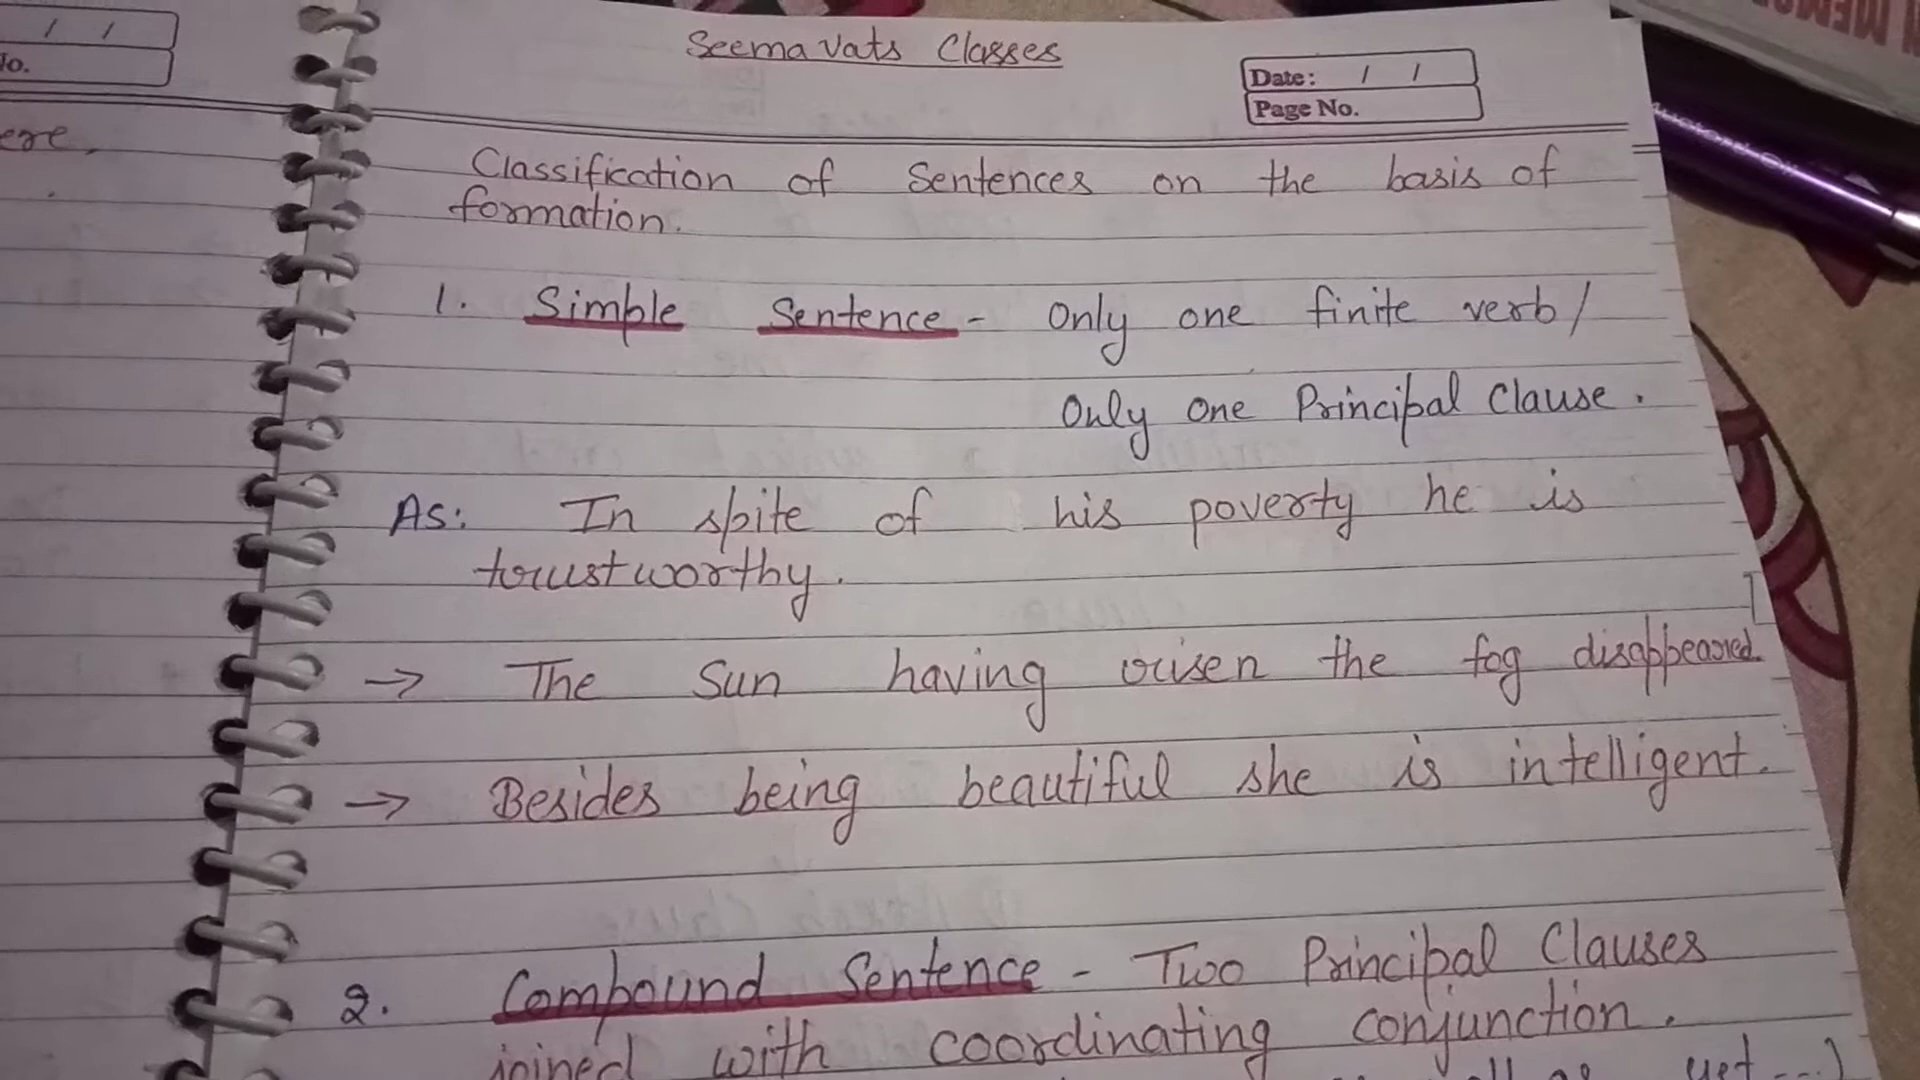 Seema Vats Classes
Date: / /
Page No.
Classification of Sentences on the basis of
formation.
1. Simple Sentence - Only one finite verb/
Only one Principal Clause.
As: In spite of his poverty he is
trustworthy.
→ The Sun having risen the fog disappeared.
→ Besides being beautiful she is intelligent.
2. Compound Sentence - Two Principal Clauses
joined with coordinating conjunction.
yet ...)